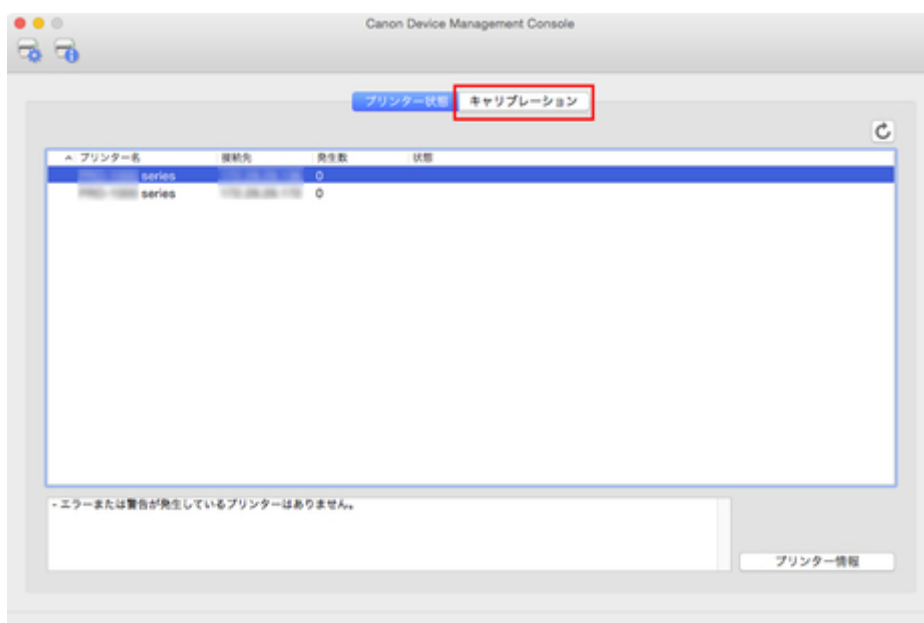 Canon Device Management Console
プリンター状態 キャリブレーション
プリンター名 接続先 発生数 状態
series 0
series 0
- エラーまたは警告が発生しているプリンターはありません。
プリンター情報